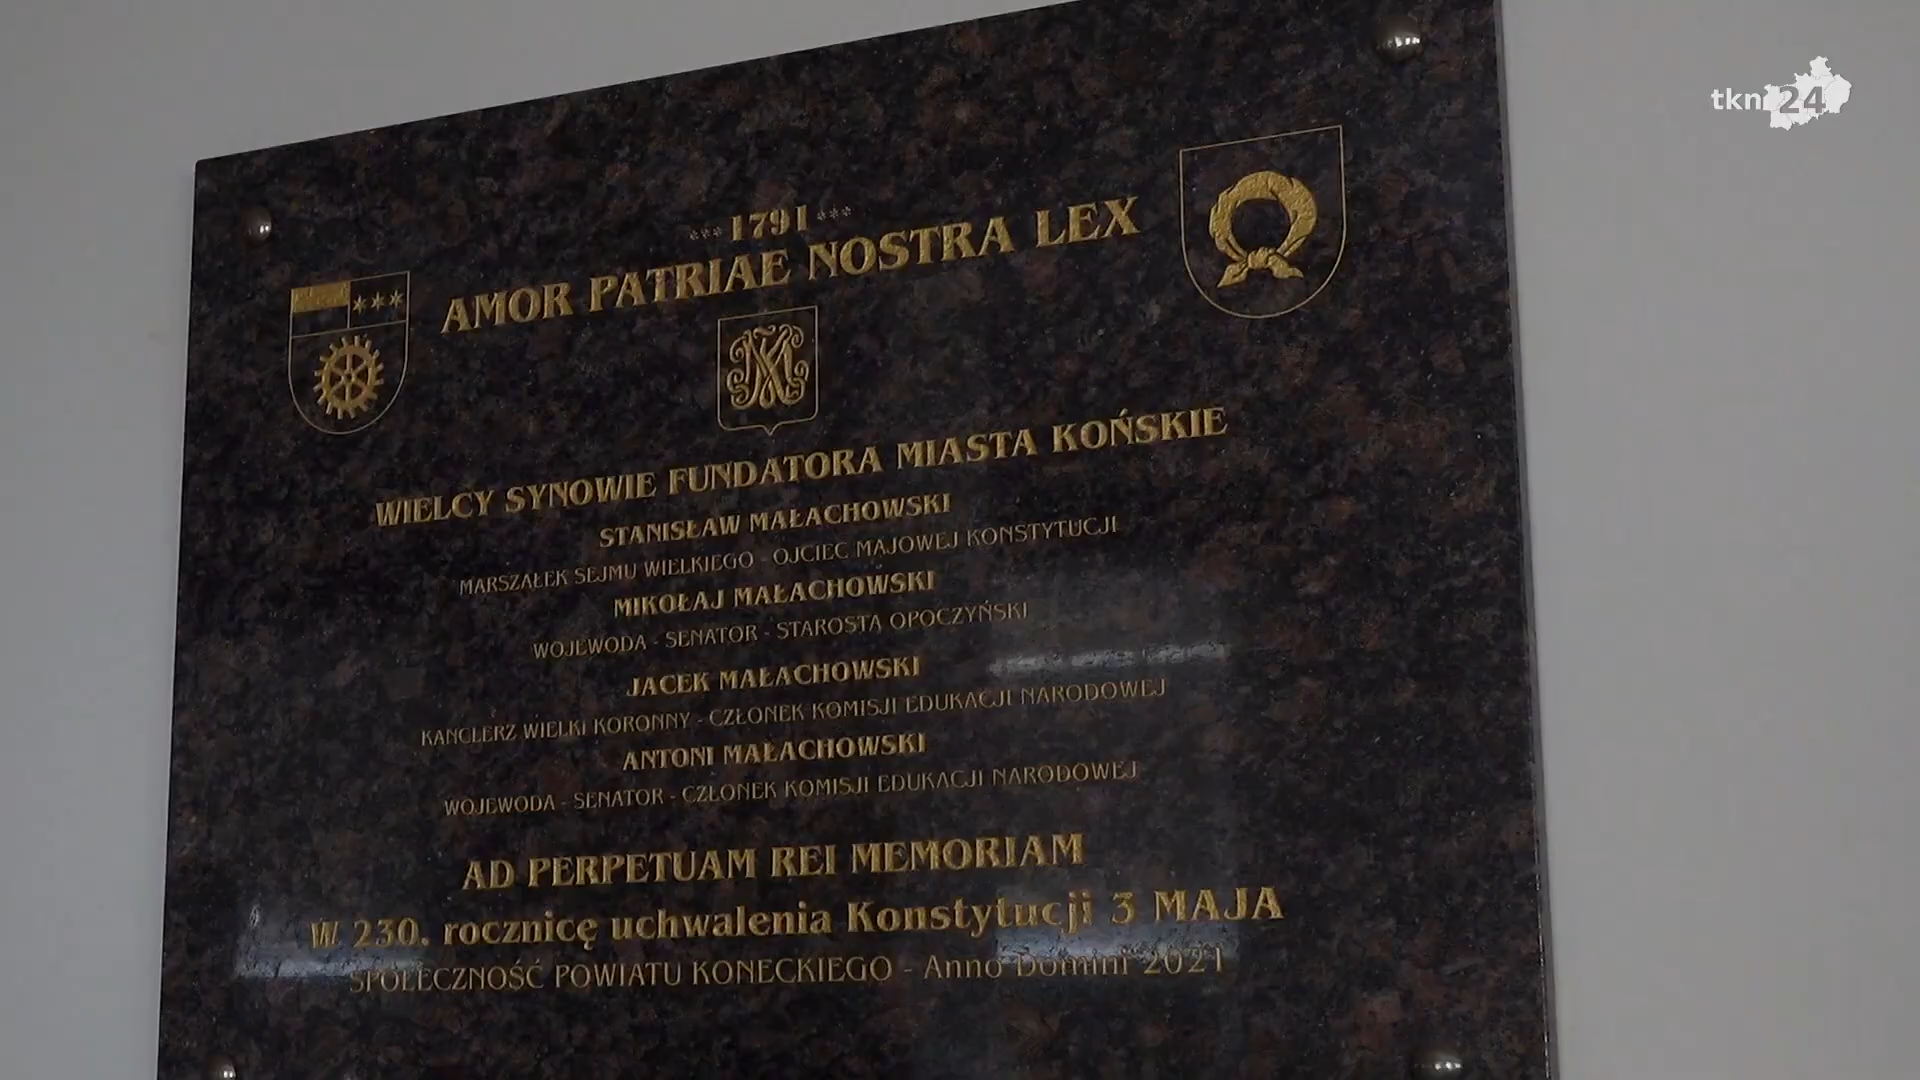 tkn 24
*** 1791 ***
AMOR PATRIAE NOSTRA LEX
WIELCY SYNOWIE FUNDATORA MIASTA KOŃSKIE
STANISŁAW MAŁACHOWSKI
MARSZAŁEK SEJMU WIELKIEGO - OJCIEC MAJOWEJ KONSTYTUCJI
MIKOŁAJ MAŁACHOWSKI
WOJEWODA - SENATOR - STAROSTA OPOCZYŃSKI
JACEK MAŁACHOWSKI
KANCLERZ WIELKI KORONNY - CZŁONEK KOMISJI EDUKACJI NARODOWEJ
ANTONI MAŁACHOWSKI
WOJEWODA - SENATOR - CZŁONEK KOMISJI EDUKACJI NARODOWEJ
AD PERPETUAM REI MEMORIAM
W 230. rocznicę uchwalenia Konstytucji 3 MAJA
SPOŁECZNOŚĆ POWIATU KONECKIEGO - Anno Domini 2021